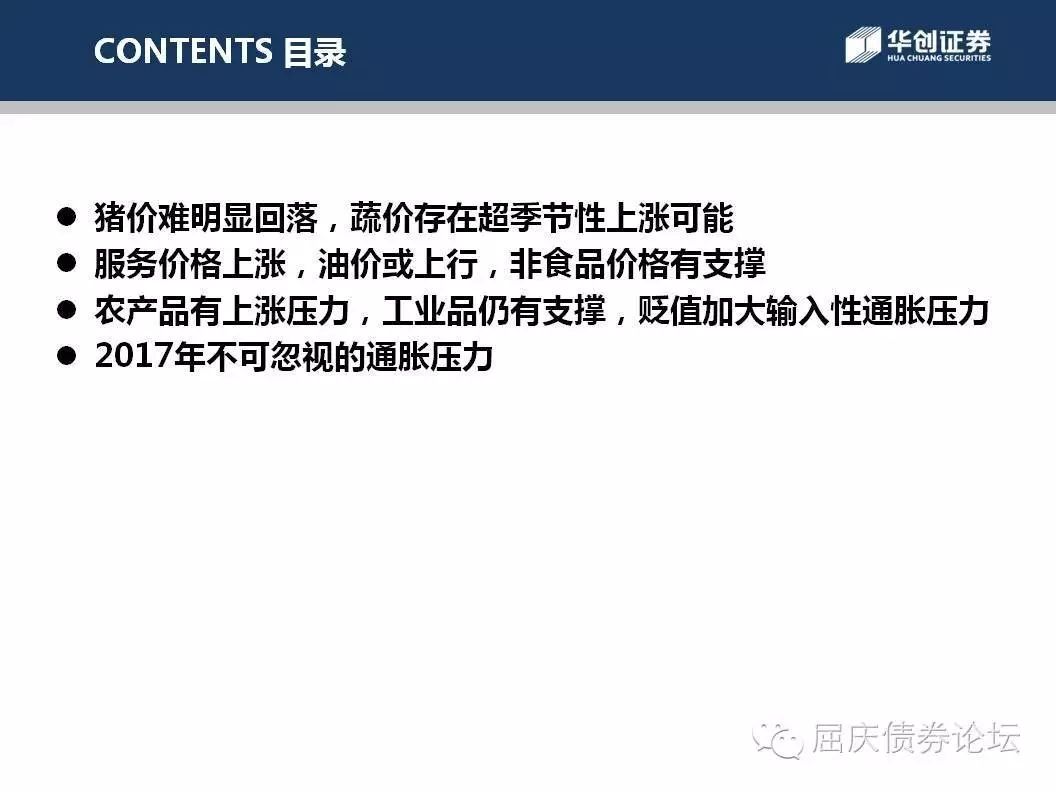 CONTENTS 目录
华创证券
HUA CHUANG SECURITIES
● 猪价难明显回落，蔬价存在超季节性上涨可能
● 服务价格上涨，油价或上行，非食品价格有支撑
● 农产品有上涨压力，工业品仍有支撑，贬值加大输入性通胀压力
● 2017年不可忽视的通胀压力
屈庆债券论坛